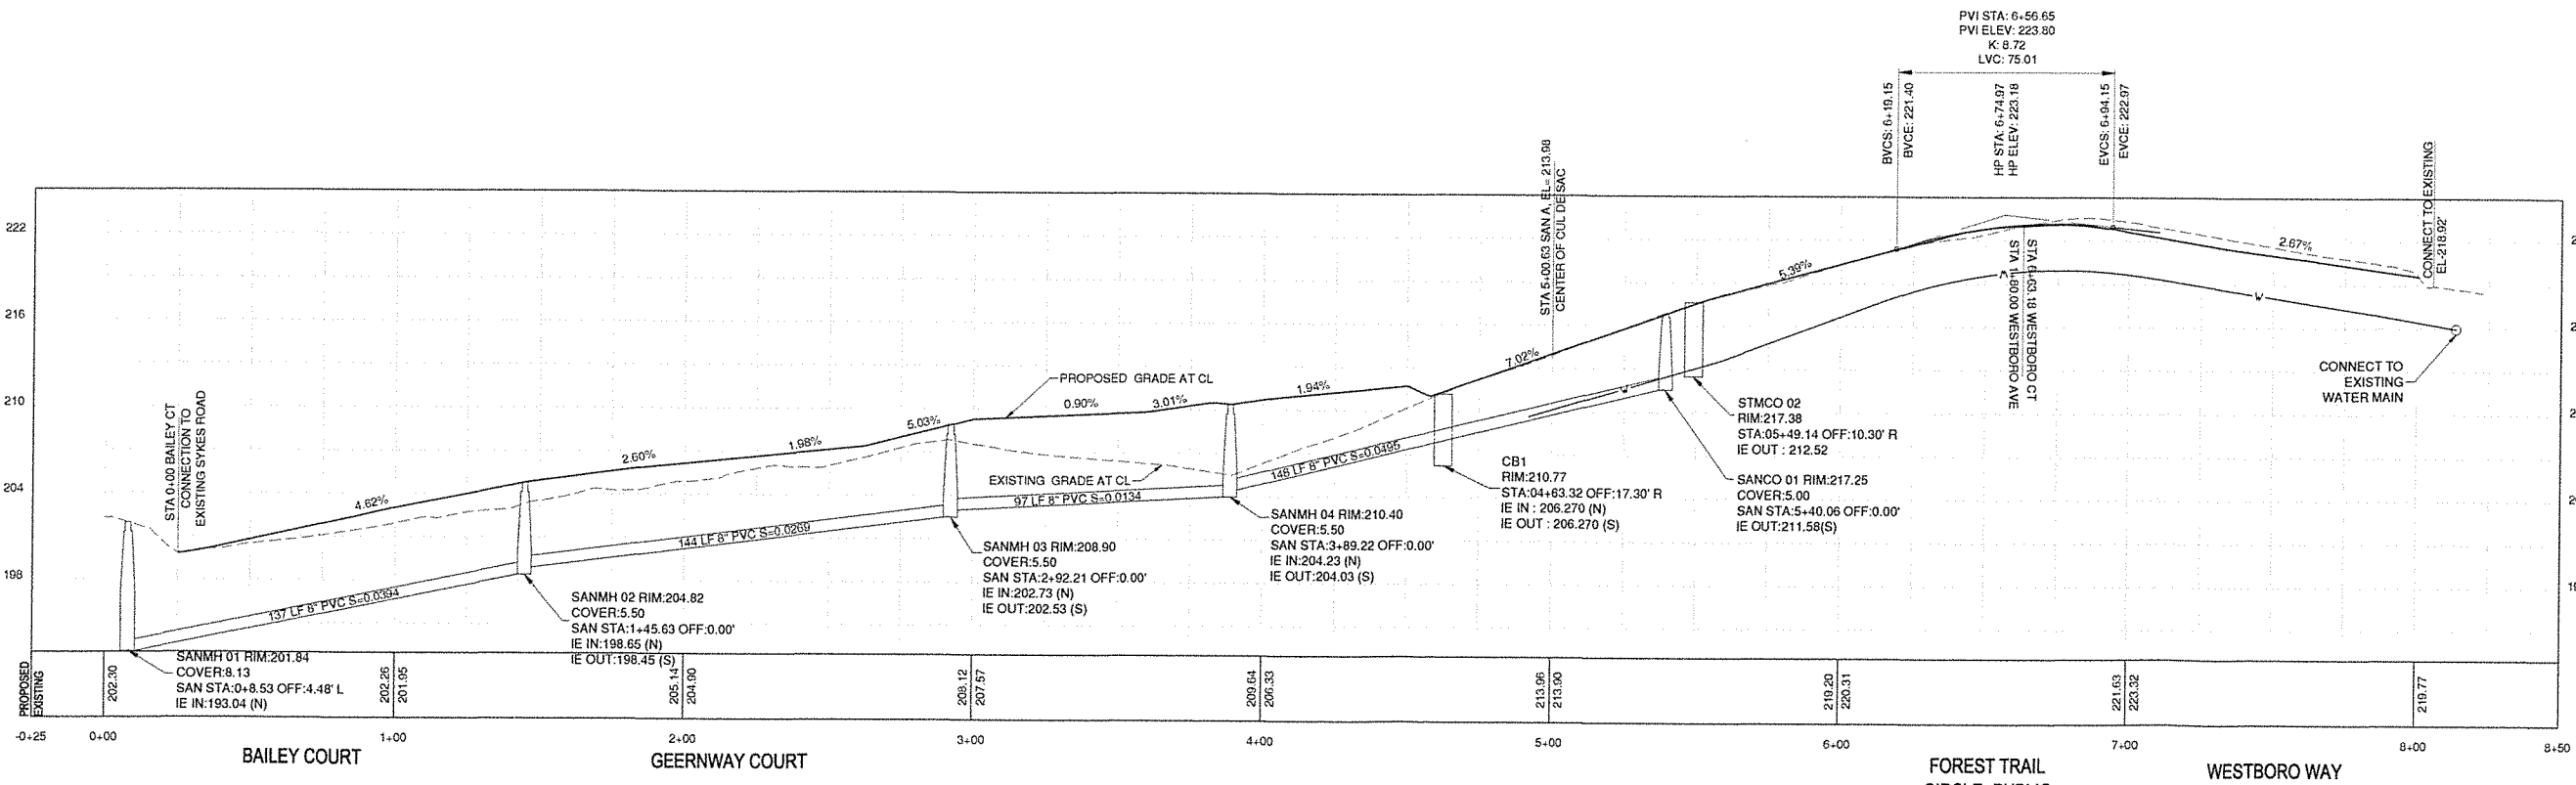 PVI STA: 6+56.65
PVI ELEV: 223.80
K: 8.72
LVC: 75.01
BVCS: 6+19.15
BVCE: 221.40
HP STA: 6+74.97
HP ELEV: 223.18
EVCS: 6+94.15
EVCE: 222.97
CONNECT TO EXISTING
EL-218.92'
STA 5+00.63 SAN A, EL= 213.98
CENTER OF CUL DE SAC
STA 1+80.00 WESTBORO AVE
STA 6+63.18 WESTBORO CT
222
216
210
204
198
STA 0+00 BAILEY CT
CONNECTION TO
EXISTING SYKES ROAD
4.62%
2.60%
1.98%
5.03%
0.90%
3.01%
1.94%
7.02%
5.39%
2.67%
PROPOSED GRADE AT CL
EXISTING GRADE AT CL
137 LF 8" PVC S=0.0394
144 LF 8" PVC S=0.0269
97 LF 8" PVC S=0.0134
148 LF 8" PVC S=0.0495
W
W
W
CONNECT TO
EXISTING
WATER MAIN
SANMH 01 RIM:201.84
COVER:8.13
SAN STA:0+8.53 OFF:4.48' L
IE IN:193.04 (N)
SANMH 02 RIM:204.82
COVER:5.50
SAN STA:1+45.63 OFF:0.00'
IE IN:198.65 (N)
IE OUT:198.45 (S)
SANMH 03 RIM:208.90
COVER:5.50
SAN STA:2+92.21 OFF:0.00'
IE IN:202.73 (N)
IE OUT:202.53 (S)
SANMH 04 RIM:210.40
COVER:5.50
SAN STA:3+89.22 OFF:0.00'
IE IN:204.23 (N)
IE OUT:204.03 (S)
CB1
RIM:210.77
STA:04+63.32 OFF:17.30' R
IE IN : 206.270 (N)
IE OUT : 206.270 (S)
STMCO 02
RIM:217.38
STA:05+49.14 OFF:10.30' R
IE OUT : 212.52
SANCO 01 RIM:217.25
COVER:5.00
SAN STA:5+40.06 OFF:0.00'
IE OUT:211.58(S)
PROPOSED
EXISTING
202.30
202.26
201.95
205.14
204.90
208.12
207.57
209.64
206.33
213.96
213.90
219.20
220.31
221.63
223.32
219.77
-0+25
0+00
1+00
2+00
3+00
4+00
5+00
6+00
7+00
8+00
8+50
BAILEY COURT
GEERNWAY COURT
FOREST TRAIL
WESTBORO WAY